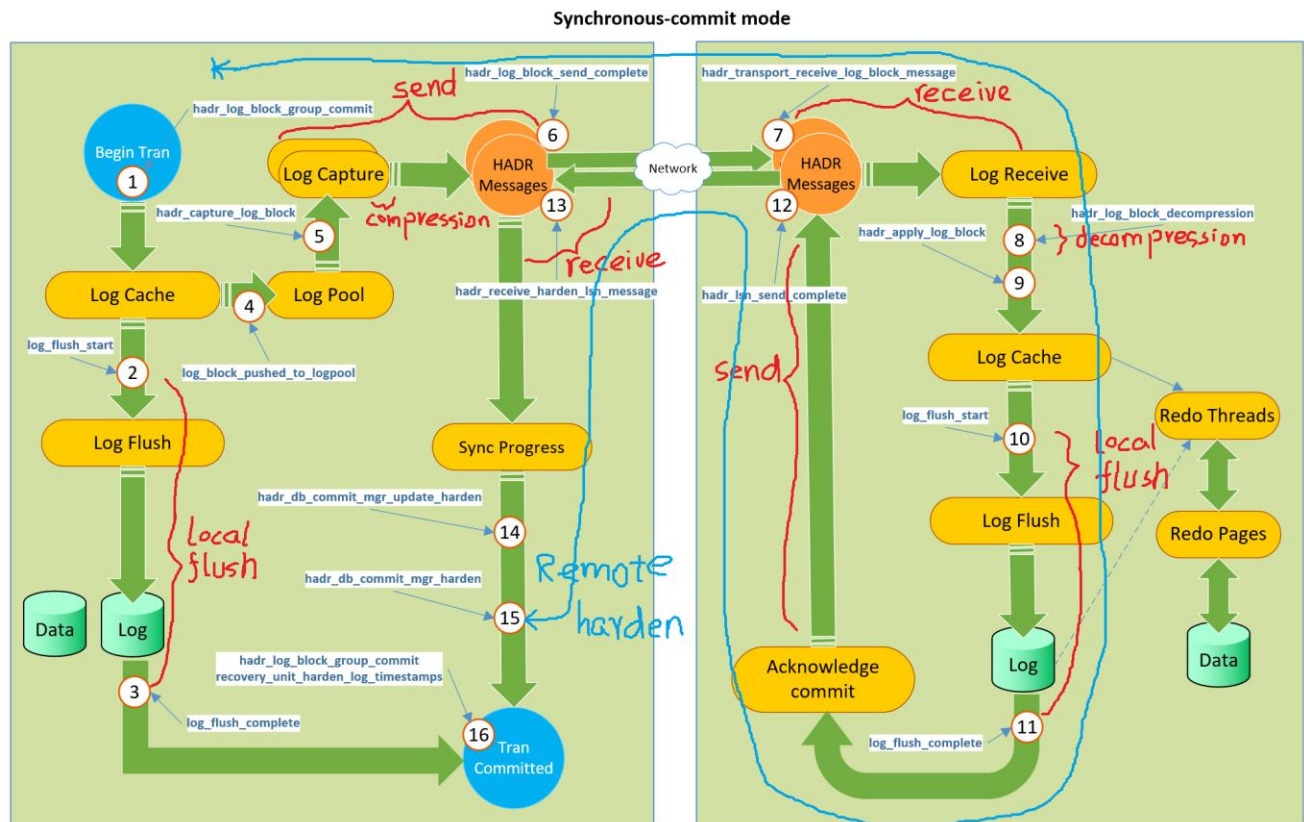 Synchronous-commit mode
hadr_log_block_group_commit
Begin Tran
1
send
hadr_log_block_send_complete
6
Log Capture
compression
HADR
Messages
13
receive
hadr_receive_harden_lsn_message
hadr_capture_log_block
5
Log Cache
4
Log Pool
log_block_pushed_to_logpool
log_flush_start
2
Log Flush
local
flush
Data
Log
3
log_flush_complete
Sync Progress
hadr_db_commit_mgr_update_harden
14
hadr_db_commit_mgr_harden
15
Remote
harden
hadr_log_block_group_commit
recovery_unit_harden_log_timestamps
16
Tran
Committed
Network
hadr_transport_receive_log_block_message
7
receive
HADR
Messages
12
hadr_lsn_send_complete
Log Receive
hadr_log_block_decompression
8
decompression
hadr_apply_log_block
9
Log Cache
send
log_flush_start
10
local
flush
Log Flush
Log
11
log_flush_complete
Acknowledge
commit
Redo Threads
Redo Pages
Data